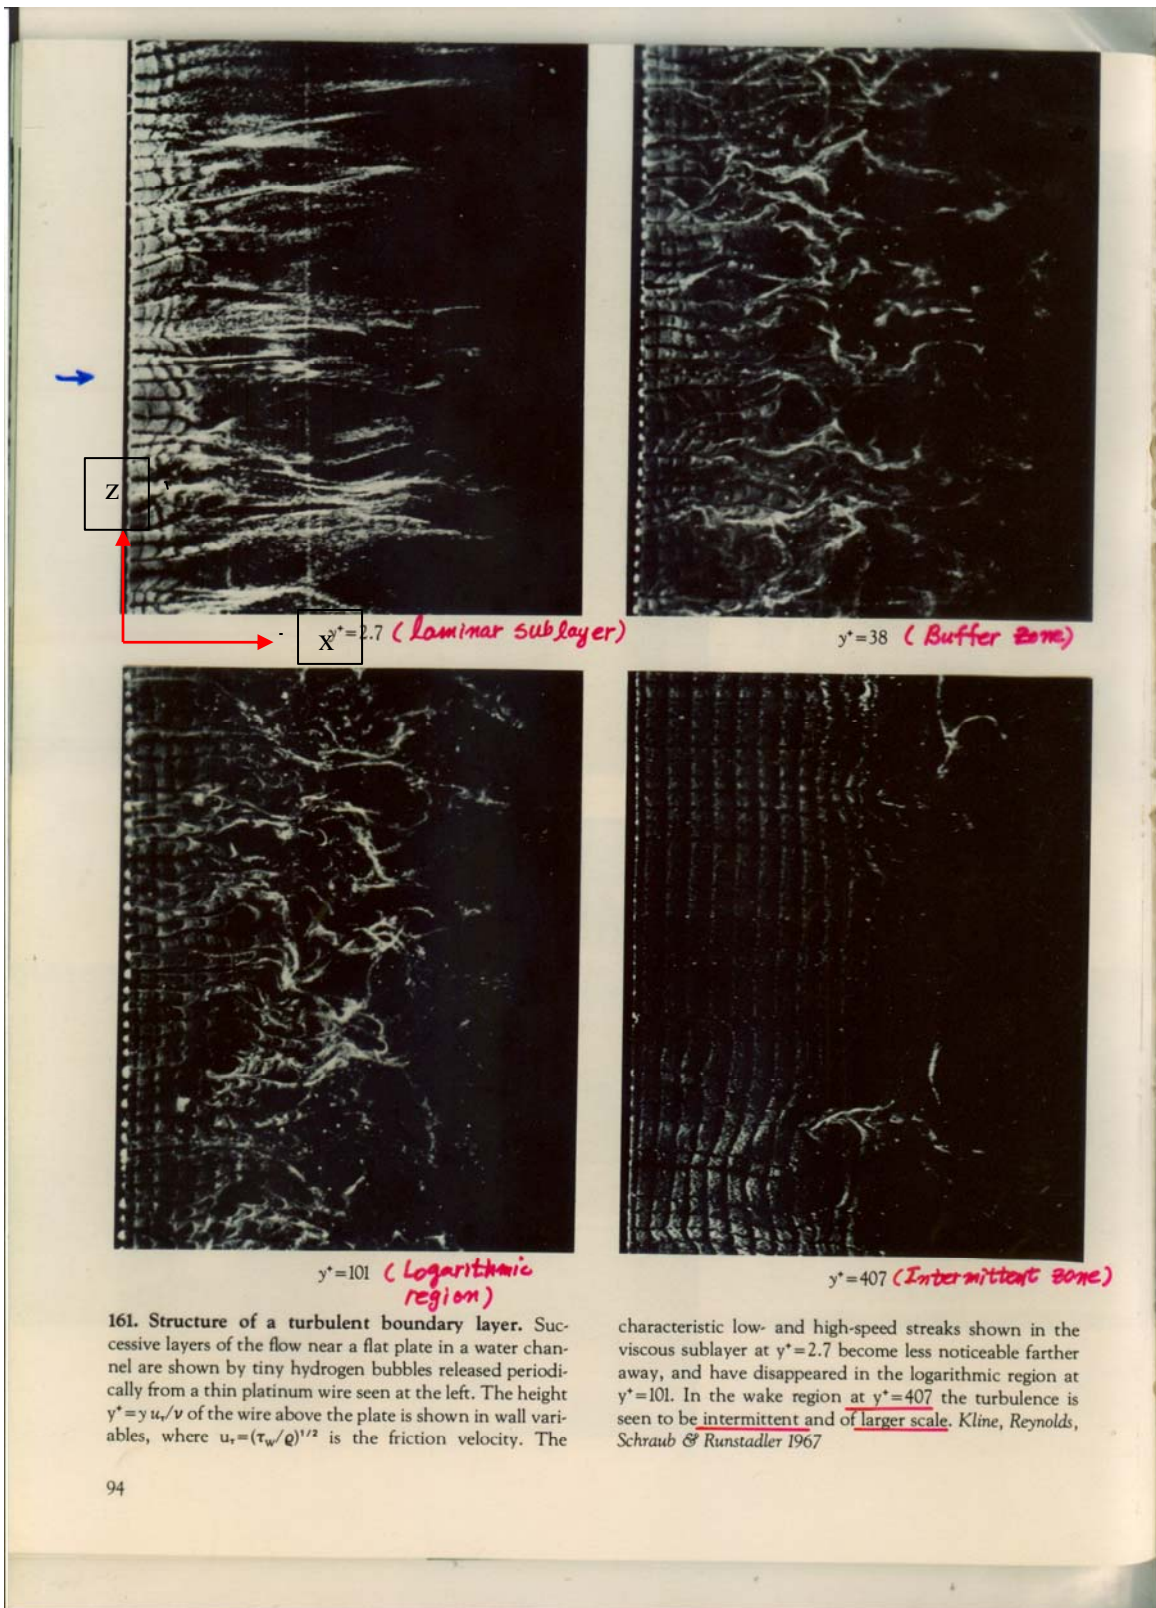 z
x
y⁺=2.7 (laminar sublayer)
y⁺=38 (Buffer zone)
y⁺=101 (Logarithmic
region)
y⁺=407 (Intermittent zone)
161. Structure of a turbulent boundary layer. Suc-
cessive layers of the flow near a flat plate in a water chan-
nel are shown by tiny hydrogen bubbles released periodi-
cally from a thin platinum wire seen at the left. The height
y⁺=y uτ/ν of the wire above the plate is shown in wall vari-
ables, where uτ=(τw/ϱ)¹/² is the friction velocity. The
characteristic low- and high-speed streaks shown in the
viscous sublayer at y⁺=2.7 become less noticeable farther
away, and have disappeared in the logarithmic region at
y⁺=101. In the wake region at y⁺=407 the turbulence is
seen to be intermittent and of larger scale. Kline, Reynolds,
Schraub & Runstadler 1967
94